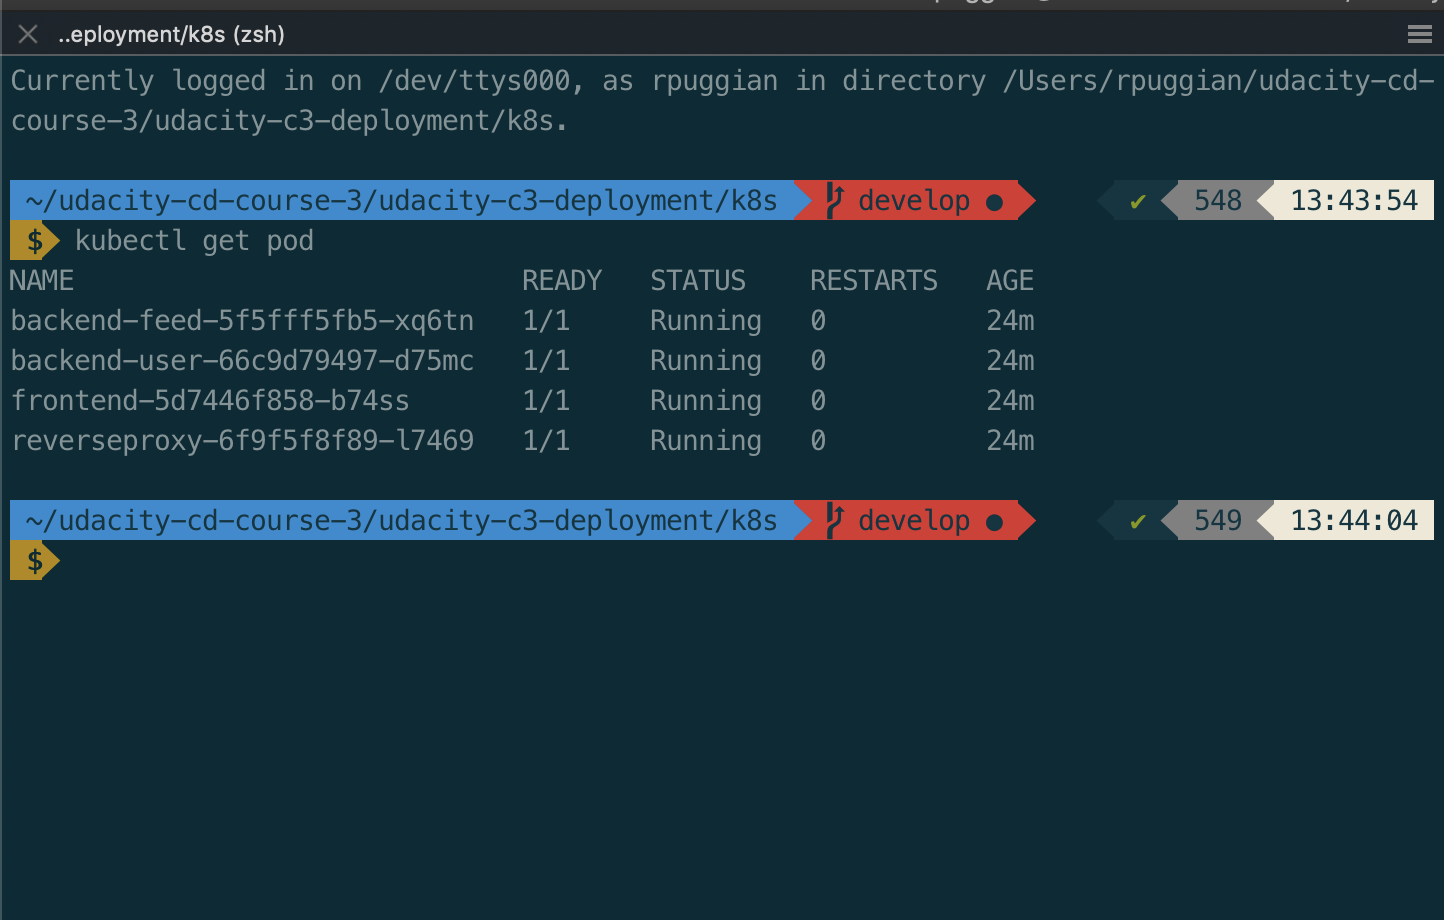 ..eployment/k8s (zsh)
Currently logged in on /dev/ttys000, as rpuggian in directory /Users/rpuggian/udacity-cd-
course-3/udacity-c3-deployment/k8s.
~/udacity-cd-course-3/udacity-c3-deployment/k8s develop ● ✔ 548 13:43:54
$ kubectl get pod
NAME READY STATUS RESTARTS AGE
backend-feed-5f5fff5fb5-xq6tn 1/1 Running 0 24m
backend-user-66c9d79497-d75mc 1/1 Running 0 24m
frontend-5d7446f858-b74ss 1/1 Running 0 24m
reverseproxy-6f9f5f8f89-l7469 1/1 Running 0 24m
~/udacity-cd-course-3/udacity-c3-deployment/k8s develop ● ✔ 549 13:44:04
$